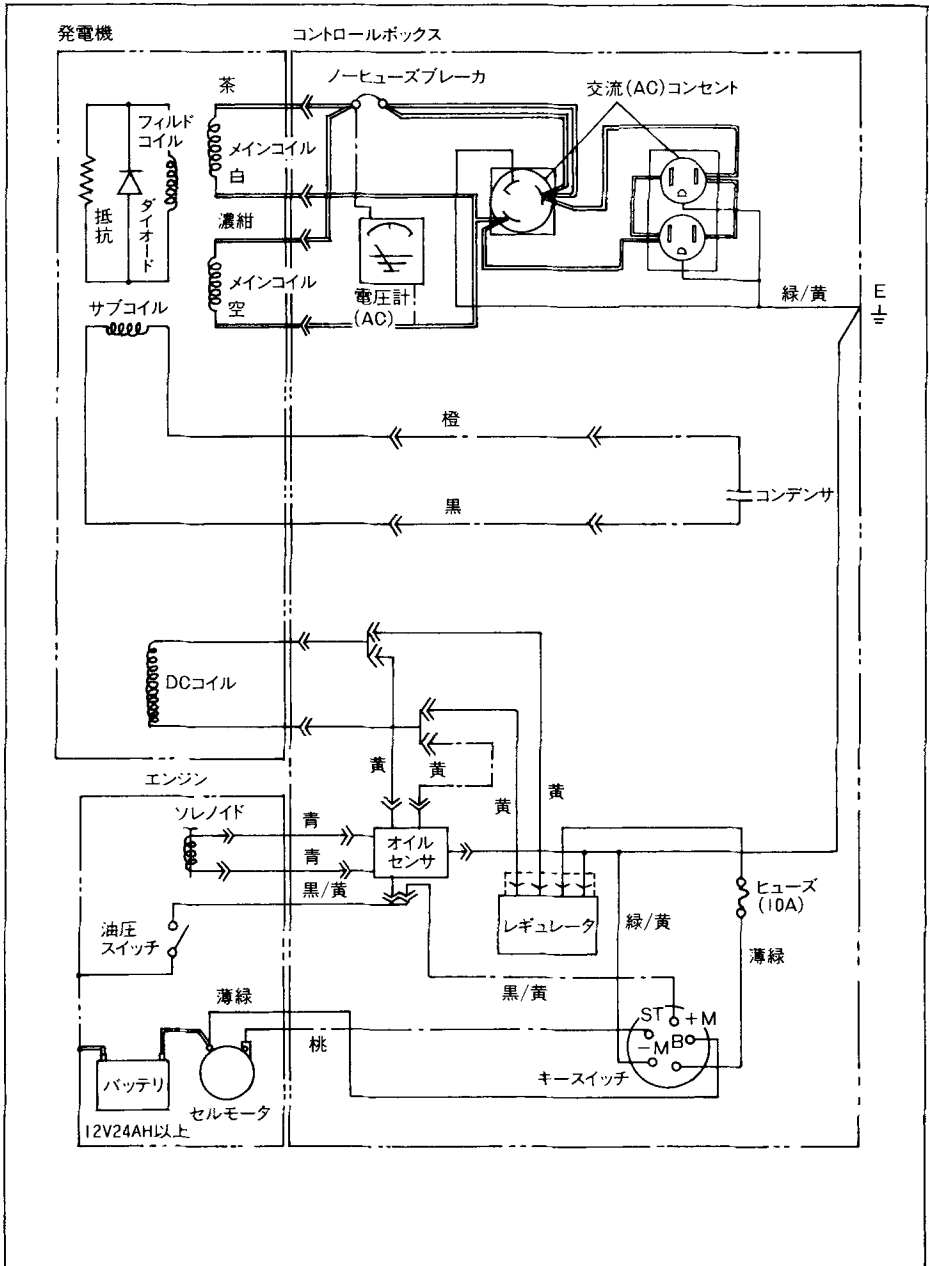 発電機
コントロールボックス
茶
ノーヒューズブレーカ
交流(AC)コンセント
フィルド
コイル
メインコイル
白
抵抗
ダイオード
濃紺
メインコイル
空
電圧計
(AC)
緑/黄
E
サブコイル
橙
コンデンサ
黒
DCコイル
黄
黄
黄
黄
エンジン
ソレノイド
青
青
黒/黄
オイル
センサ
レギュレータ
緑/黄
ヒューズ
(10A)
薄緑
油圧
スイッチ
黒/黄
薄緑
桃
ST
+M
-M
B
キースイッチ
バッテリ
セルモータ
12V24AH以上